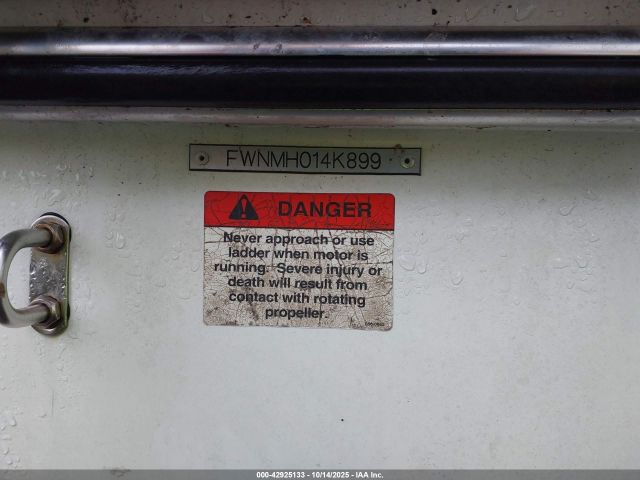 FWNMH014K899
DANGER
Never approach or use
ladder when motor is
running. Severe injury or
death will result from
contact with rotating
propeller.
000-42925133 - 10/14/2025 - IAA Inc.